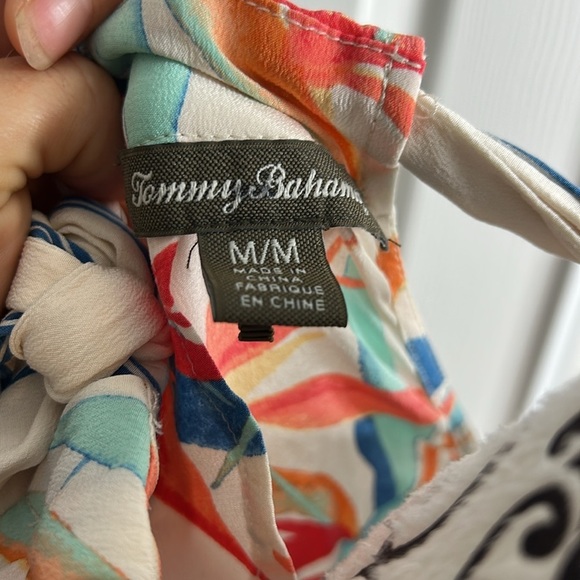 Tommy Bahama
M/M
MADE IN
CHINA
FABRIQUE
EN CHINE